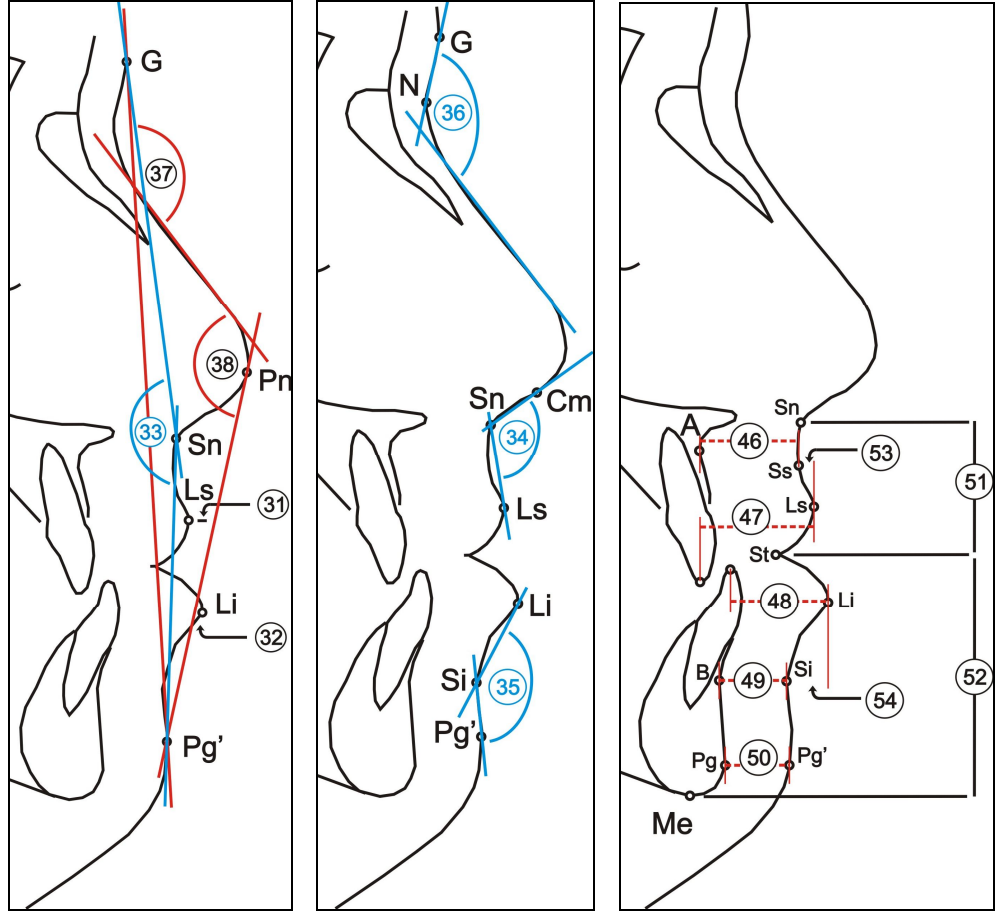 G
37
38
Pn
33
Sn
Ls
31
Li
32
Pg’
G
N
36
Sn
Cm
34
Ls
Li
Si
35
Pg’
Sn
A
46
53
Ss
51
47
Ls
St
48
Li
B
49
Si
52
54
Pg
50
Pg’
Me